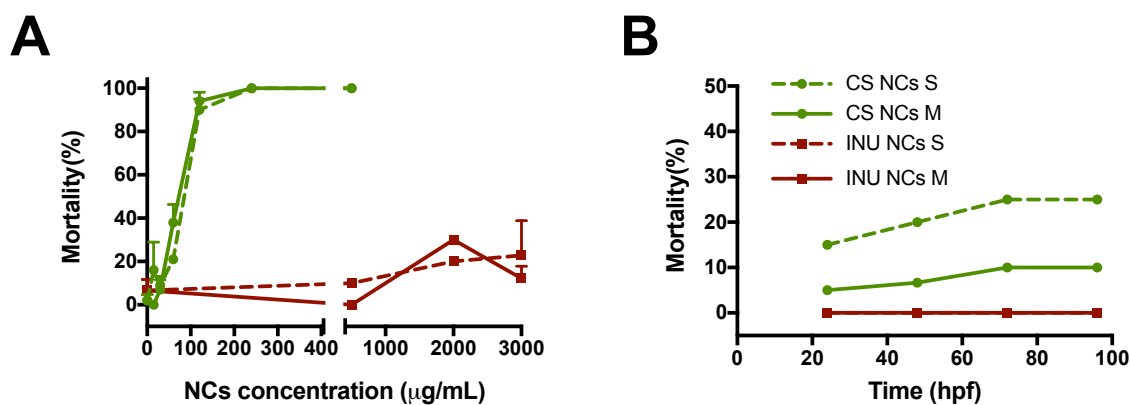 A
Mortality(%)
100
80
60
40
20
0
0 100 200 300 400 1000 2000 3000
NCs concentration (μg/mL)
B
Mortality(%)
50
40
30
20
10
0
CS NCs S
CS NCs M
INU NCs S
INU NCs M
0 20 40 60 80 100
Time (hpf)